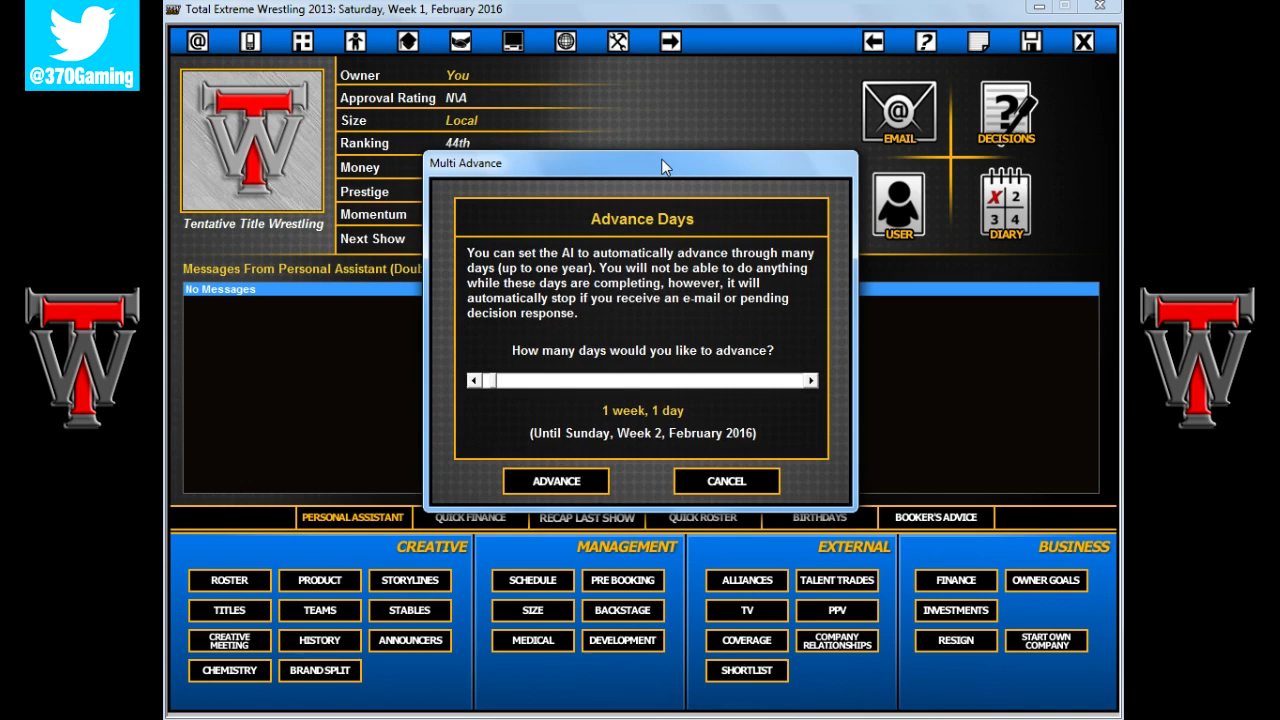 @370Gaming
Total Extreme Wrestling 2013: Saturday, Week 1, February 2016
Owner You
Approval Rating N\A
Size Local
Ranking 44th
Money
Prestige
Momentum
Next Show
Tentative Title Wrestling
EMAIL
DECISIONS
USER
X 2
3 4
DIARY
Messages From Personal Assistant (Dou
No Messages
Multi Advance
Advance Days
You can set the AI to automatically advance through many
days (up to one year). You will not be able to do anything
while these days are completing, however, it will
automatically stop if you receive an e-mail or pending
decision response.
How many days would you like to advance?
1 week, 1 day
(Until Sunday, Week 2, February 2016)
ADVANCE CANCEL
PERSONAL ASSISTANT QUICK FINANCE RECAP LAST SHOW QUICK ROSTER BIRTHDAYS BOOKER'S ADVICE
CREATIVE
ROSTER PRODUCT STORYLINES
TITLES TEAMS STABLES
CREATIVE
MEETING
HISTORY ANNOUNCERS
CHEMISTRY BRAND SPLIT
MANAGEMENT
SCHEDULE PRE BOOKING
SIZE BACKSTAGE
MEDICAL DEVELOPMENT
EXTERNAL
ALLIANCES TALENT TRADES
TV PPV
COVERAGE
COMPANY
RELATIONSHIPS
SHORTLIST
BUSINESS
FINANCE OWNER GOALS
INVESTMENTS
RESIGN
START OWN
COMPANY